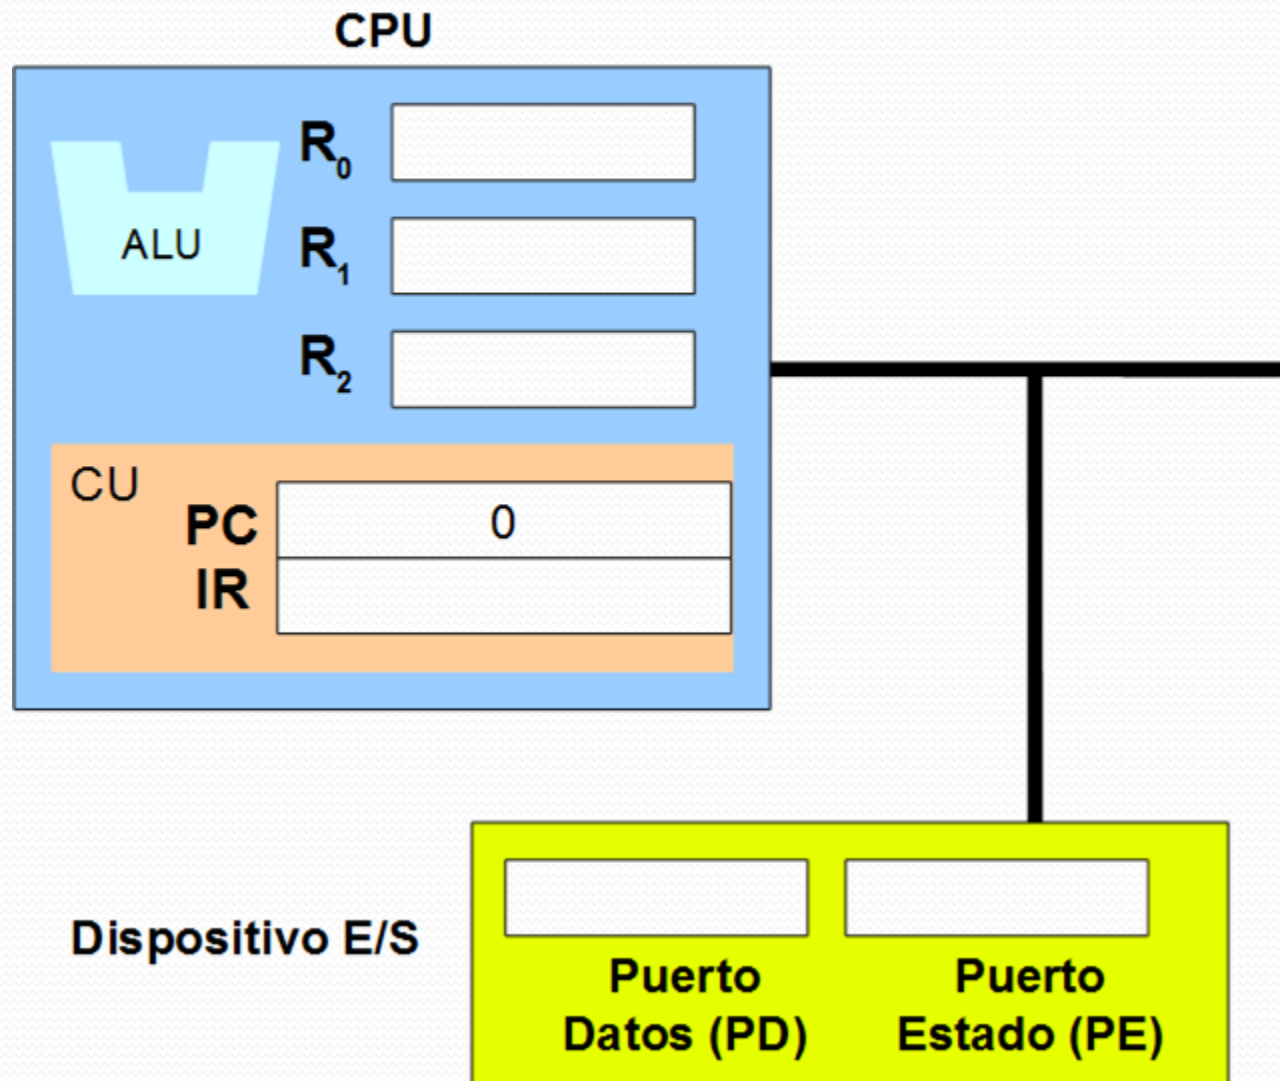 CPU
R0
ALU
R1
R2
CU
PC 0
IR
Dispositivo E/S
Puerto Datos (PD)
Puerto Estado (PE)